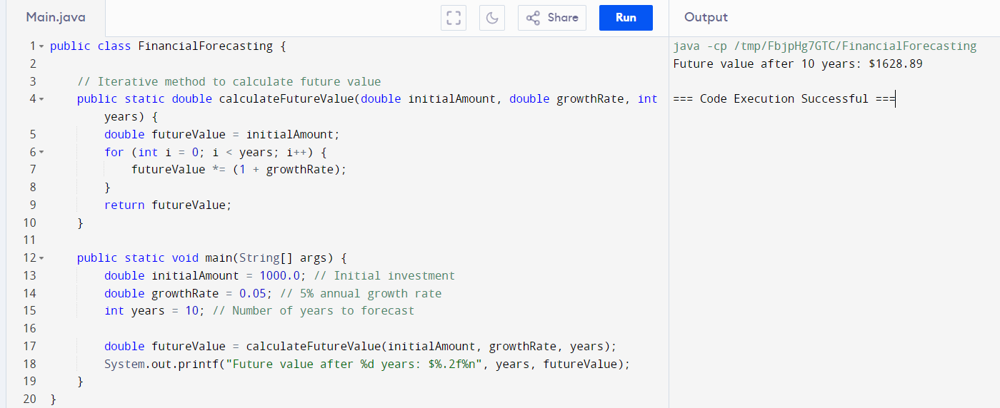 Main.java
Share
Run
Output
1 public class FinancialForecasting {
2
3 // Iterative method to calculate future value
4 public static double calculateFutureValue(double initialAmount, double growthRate, int
years) {
5 double futureValue = initialAmount;
6 for (int i = 0; i < years; i++) {
7 futureValue *= (1 + growthRate);
8 }
9 return futureValue;
10 }
11
12 public static void main(String[] args) {
13 double initialAmount = 1000.0; // Initial investment
14 double growthRate = 0.05; // 5% annual growth rate
15 int years = 10; // Number of years to forecast
16
17 double futureValue = calculateFutureValue(initialAmount, growthRate, years);
18 System.out.printf("Future value after %d years: $%.2f%n", years, futureValue);
19 }
20 }
java -cp /tmp/FbjpHg7GTC/FinancialForecasting
Future value after 10 years: $1628.89
=== Code Execution Successful ===